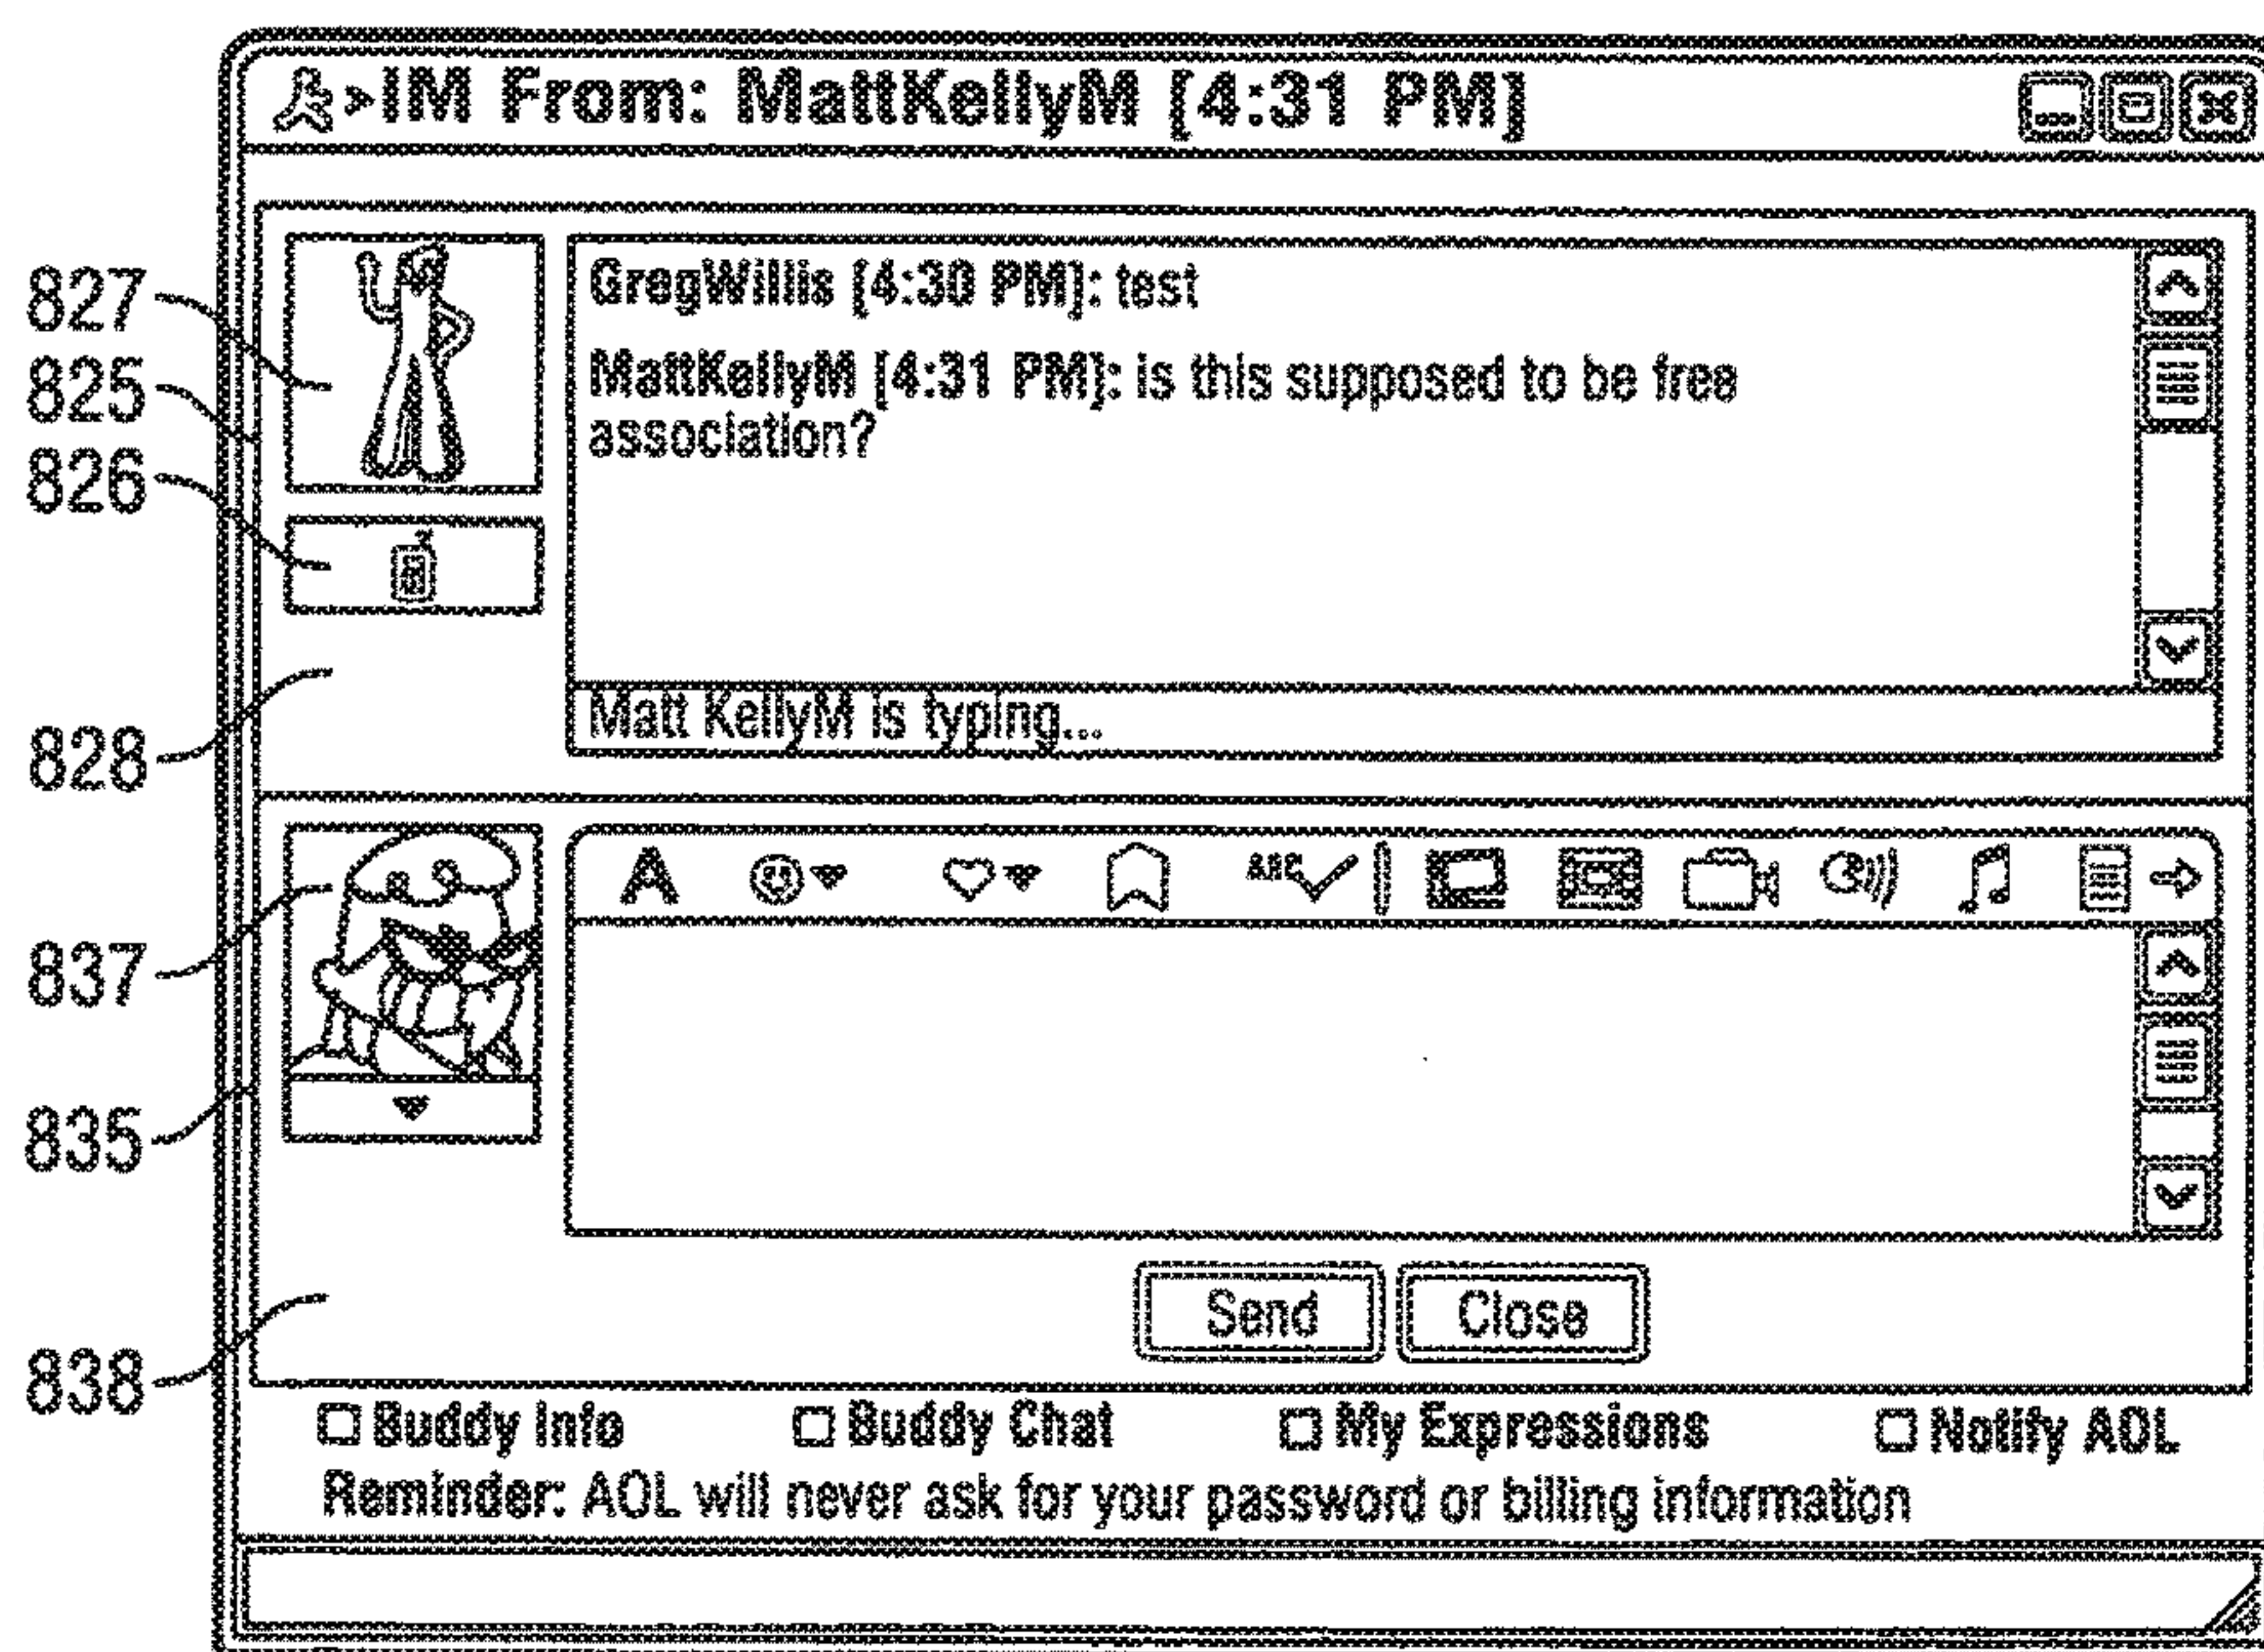 >IM From: MattKellyM [4:31 PM]
827
GregWillis [4:30 PM]: test
825
MattKellyM [4:31 PM]: is this supposed to be free
association?
826
828
Matt KellyM is typing...
A
ABC
837
835
Send
Close
838
Buddy Info
Buddy Chat
My Expressions
Notify AOL
Reminder: AOL will never ask for your password or billing information